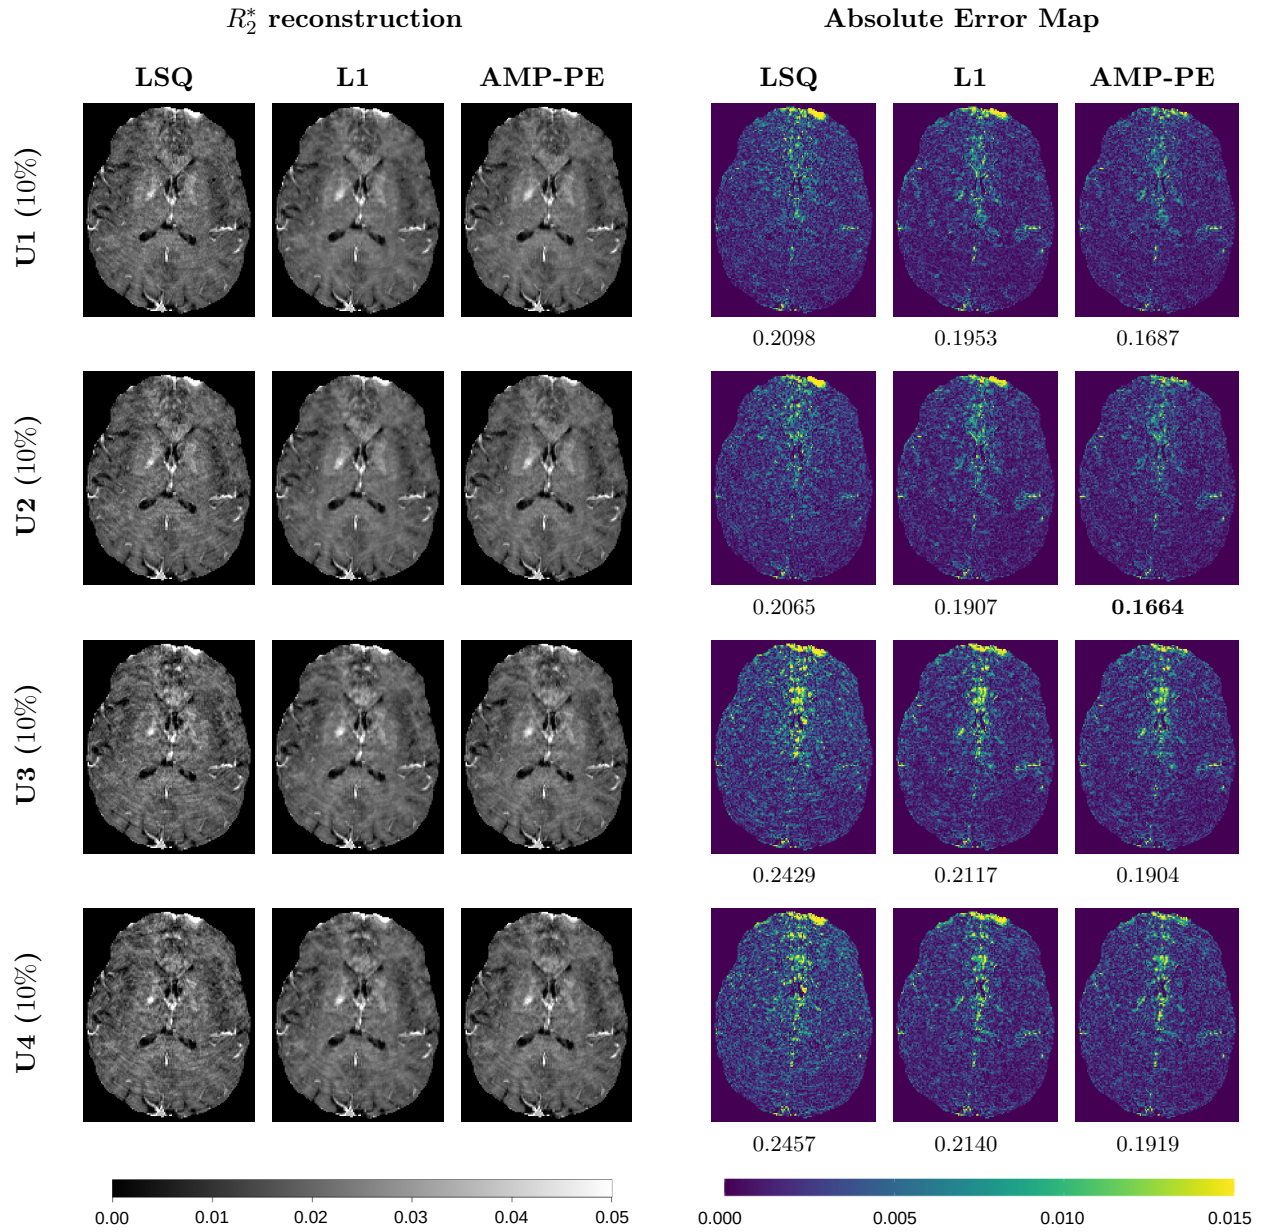 R₂* reconstruction
Absolute Error Map
LSQ L1 AMP-PE LSQ L1 AMP-PE
U1 (10%)
0.2098 0.1953 0.1687
U2 (10%)
0.2065 0.1907 0.1664
U3 (10%)
0.2429 0.2117 0.1904
U4 (10%)
0.2457 0.2140 0.1919
0.00 0.01 0.02 0.03 0.04 0.05
0.000 0.005 0.010 0.015